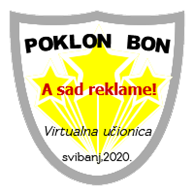 POKLON BON
A sad reklame!
Virtualna učionica
svibanj,2020.